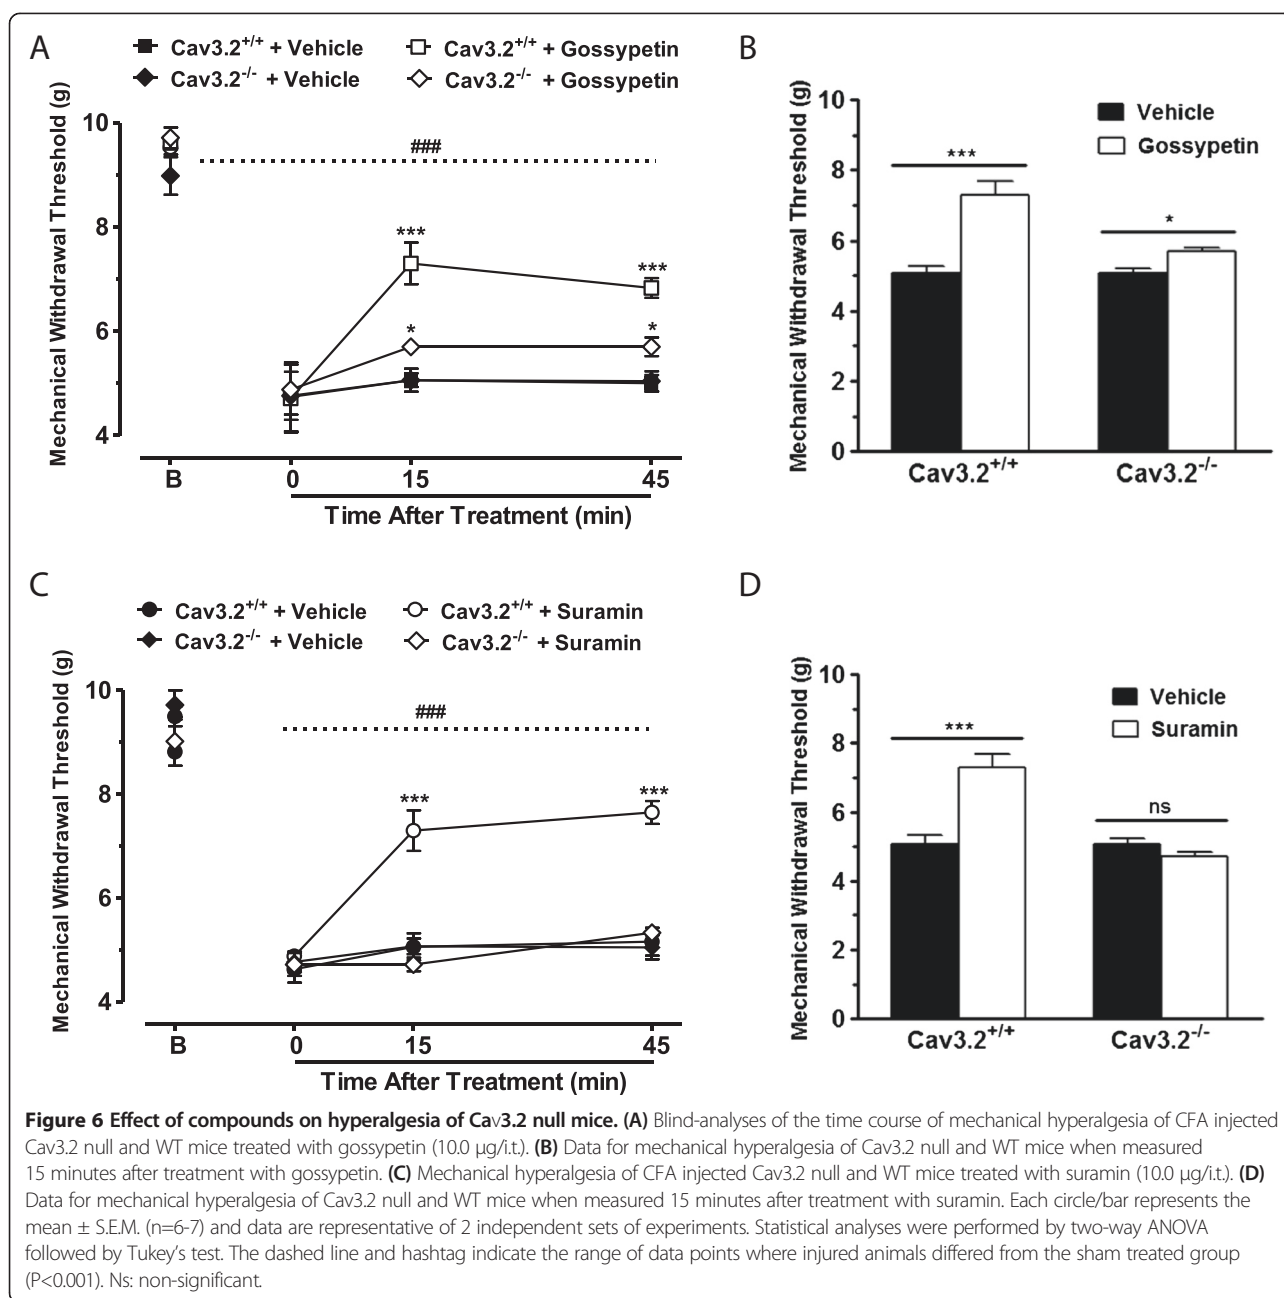 A
Cav3.2+/+ + Vehicle
Cav3.2-/- + Vehicle
Cav3.2+/+ + Gossypetin
Cav3.2-/- + Gossypetin
Mechanical Withdrawal Threshold (g)
10
8
6
4
###
***
***
*
*
B 0 15 45
Time After Treatment (min)
B
Vehicle
Gossypetin
Mechanical Withdrawal Threshold (g)
10
8
6
4
2
0
***
*
Cav3.2+/+ Cav3.2-/-
C
Cav3.2+/+ + Vehicle
Cav3.2-/- + Vehicle
Cav3.2+/+ + Suramin
Cav3.2-/- + Suramin
Mechanical Withdrawal Threshold (g)
10
8
6
4
###
***
***
B 0 15 45
Time After Treatment (min)
D
Vehicle
Suramin
Mechanical Withdrawal Threshold (g)
10
8
6
4
2
0
***
ns
Cav3.2+/+ Cav3.2-/-
Figure 6 Effect of compounds on hyperalgesia of Cav3.2 null mice. (A) Blind-analyses of the time course of mechanical hyperalgesia of CFA injected
Cav3.2 null and WT mice treated with gossypetin (10.0 μg/i.t.). (B) Data for mechanical hyperalgesia of Cav3.2 null and WT mice when measured
15 minutes after treatment with gossypetin. (C) Mechanical hyperalgesia of CFA injected Cav3.2 null and WT mice treated with suramin (10.0 μg/i.t.). (D)
Data for mechanical hyperalgesia of Cav3.2 null and WT mice when measured 15 minutes after treatment with suramin. Each circle/bar represents the
mean ± S.E.M. (n=6-7) and data are representative of 2 independent sets of experiments. Statistical analyses were performed by two-way ANOVA
followed by Tukey's test. The dashed line and hashtag indicate the range of data points where injured animals differed from the sham treated group
(P<0.001). Ns: non-significant.